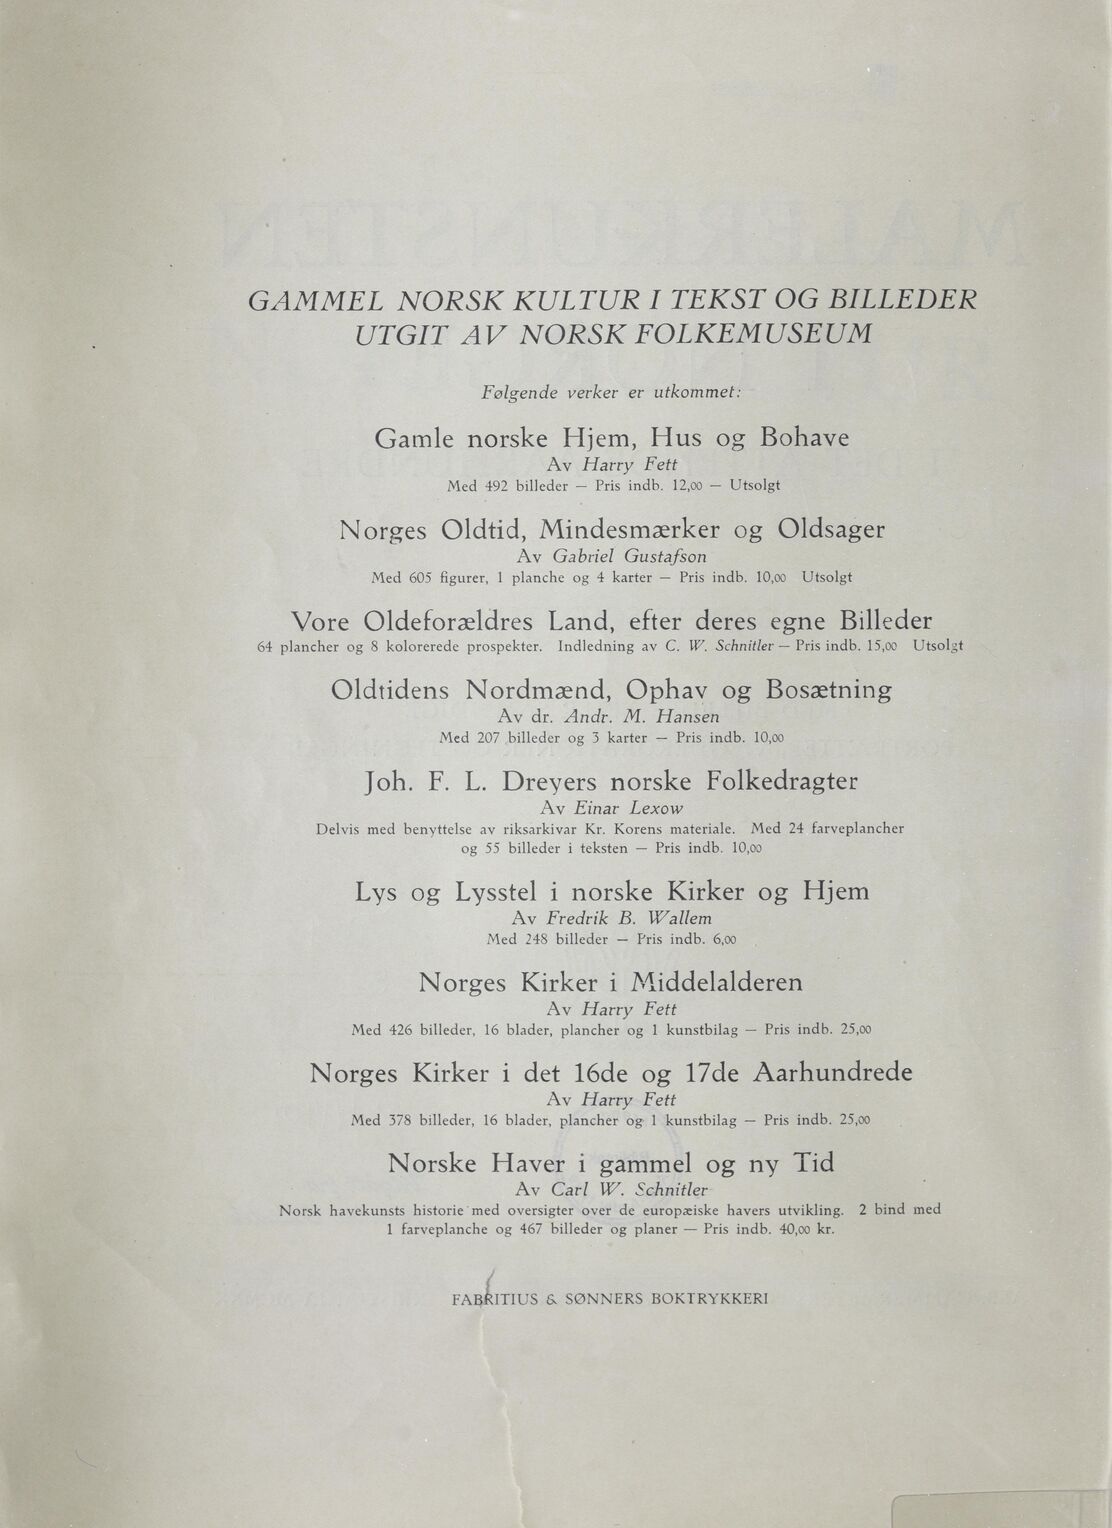 GAMMEL NORSK KULTUR I TEKST OG BILLEDER
UTGIT AV NORSK FOLKEMUSEUM
Følgende verker er utkommet:
Gamle norske Hjem, Hus og Bohave
Av Harry Fett
Med 492 billeder — Pris indb. 12,00 — Utsolgt
Norges Oldtid, Mindesmærker og Oldsager
Av Gabriel Gustafson
Med 605 figurer, 1 planche og 4 karter — Pris indb. 10,00 Utsolgt
Vore Oldeforældres Land, efter deres egne Billeder
64 plancher og 8 kolorerede prospekter. Indledning av C. W. Schnitler — Pris indb. 15,00 Utsolgt
Oldtidens Nordmænd, Ophav og Bosætning
Av dr. Andr. M. Hansen
Med 207 billeder og 3 karter — Pris indb. 10,00
Joh. F. L. Dreyers norske Folkedragter
Av Einar Lexow
Delvis med benyttelse av riksarkivar Kr. Korens materiale. Med 24 farveplancher
og 55 billeder i teksten — Pris indb. 10,00
Lys og Lysstel i norske Kirker og Hjem
Av Fredrik B. Wallem
Med 248 billeder — Pris indb. 6,00
Norges Kirker i Middelalderen
Av Harry Fett
Med 426 billeder, 16 blader, plancher og 1 kunstbilag — Pris indb. 25,00
Norges Kirker i det 16de og 17de Aarhundrede
Av Harry Fett
Med 378 billeder, 16 blader, plancher og 1 kunstbilag — Pris indb. 25,00
Norske Haver i gammel og ny Tid
Av Carl W. Schnitler
Norsk havekunsts historie med oversigter over de europæiske havers utvikling. 2 bind med
1 farveplanche og 467 billeder og planer — Pris indb. 40,00 kr.
FABRITIUS & SØNNERS BOKTRYKKERI